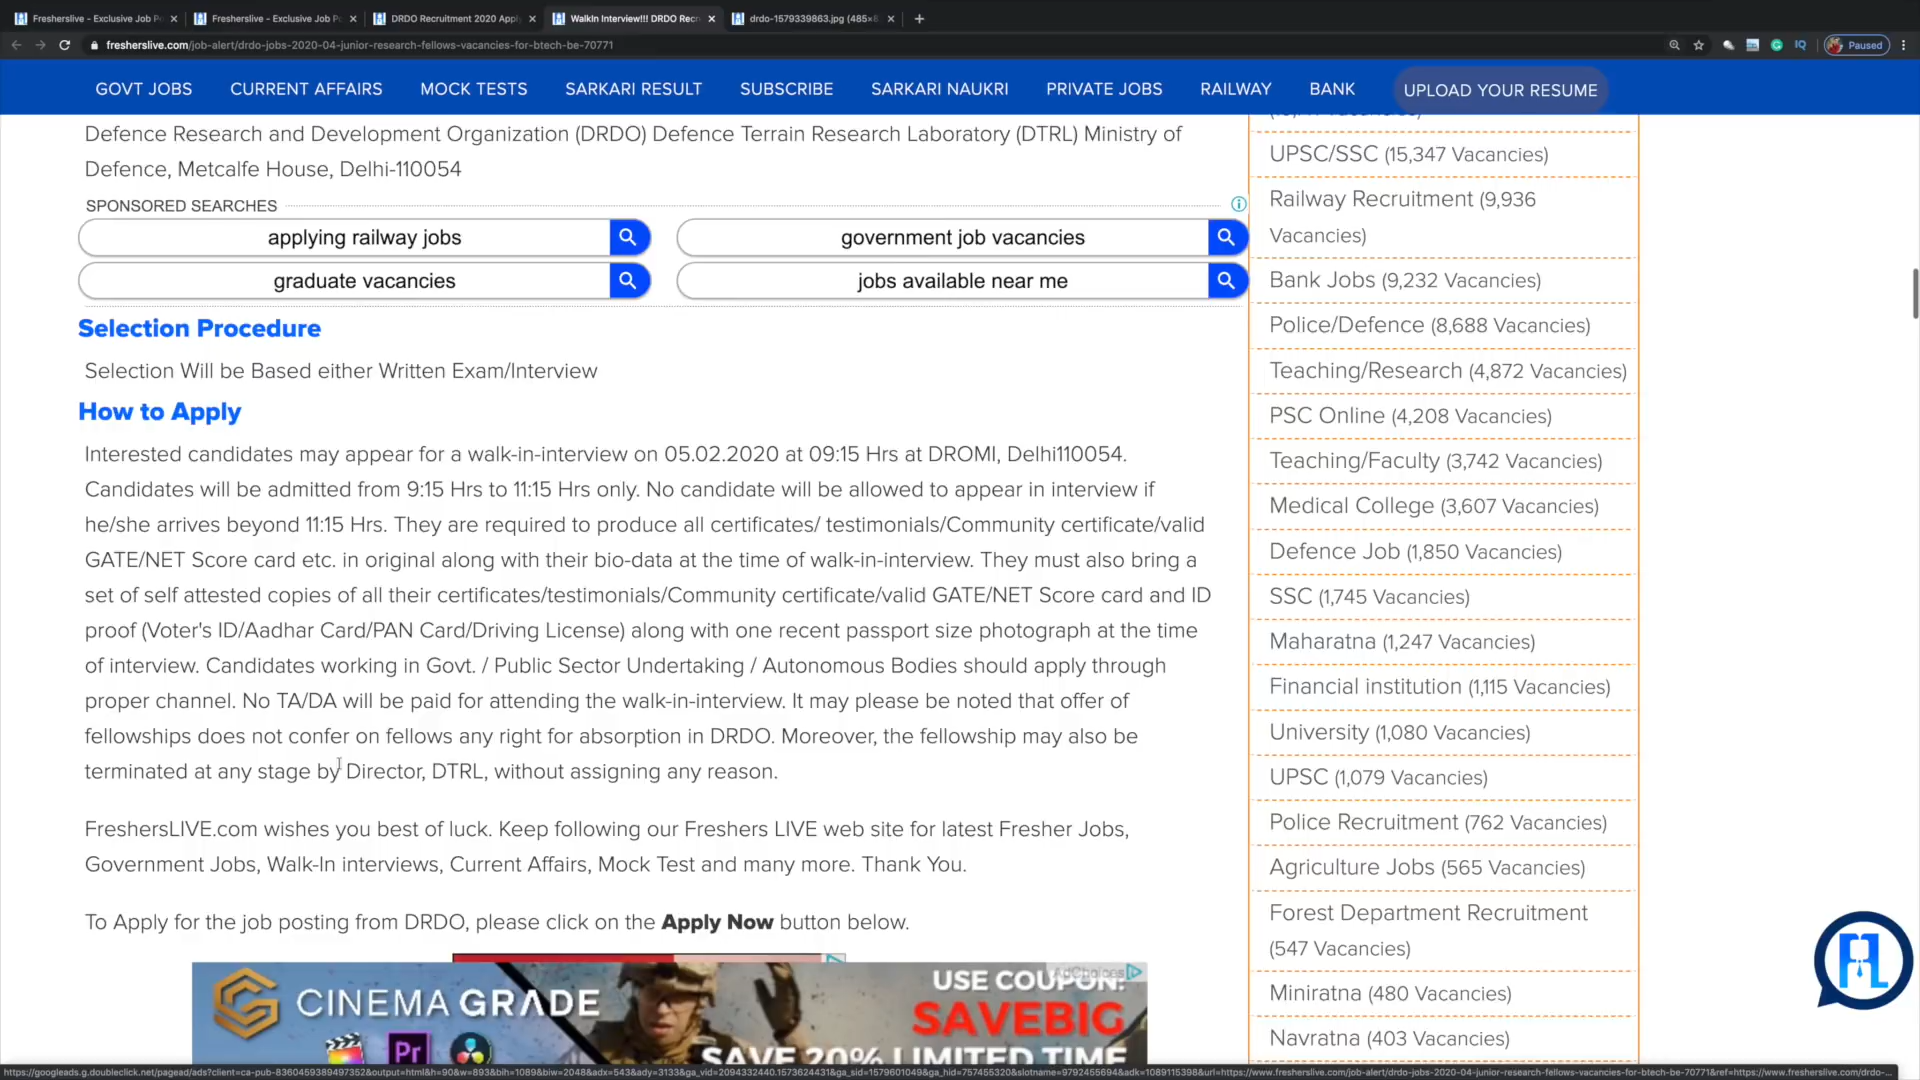 Fresherslive - Exclusive Job Po
Fresherslive - Exclusive Job Po
DRDO Recruitment 2020 Apply
WalkIn Interview!!! DRDO Recr
drdo-1579339863.jpg (485×8
fresherslive.com/job-alert/drdo-jobs-2020-04-junior-research-fellows-vacancies-for-btech-be-70771
IQ
Paused
GOVT JOBS CURRENT AFFAIRS MOCK TESTS SARKARI RESULT SUBSCRIBE SARKARI NAUKRI PRIVATE JOBS RAILWAY BANK UPLOAD YOUR RESUME
Defence Research and Development Organization (DRDO) Defence Terrain Research Laboratory (DTRL) Ministry of
Defence, Metcalfe House, Delhi-110054
SPONSORED SEARCHES
applying railway jobs
government job vacancies
graduate vacancies
jobs available near me
Selection Procedure
Selection Will be Based either Written Exam/Interview
How to Apply
Interested candidates may appear for a walk-in-interview on 05.02.2020 at 09:15 Hrs at DROMI, Delhi110054.
Candidates will be admitted from 9:15 Hrs to 11:15 Hrs only. No candidate will be allowed to appear in interview if
he/she arrives beyond 11:15 Hrs. They are required to produce all certificates/ testimonials/Community certificate/valid
GATE/NET Score card etc. in original along with their bio-data at the time of walk-in-interview. They must also bring a
set of self attested copies of all their certificates/testimonials/Community certificate/valid GATE/NET Score card and ID
proof (Voter's ID/Aadhar Card/PAN Card/Driving License) along with one recent passport size photograph at the time
of interview. Candidates working in Govt. / Public Sector Undertaking / Autonomous Bodies should apply through
proper channel. No TA/DA will be paid for attending the walk-in-interview. It may please be noted that offer of
fellowships does not confer on fellows any right for absorption in DRDO. Moreover, the fellowship may also be
terminated at any stage by Director, DTRL, without assigning any reason.
FreshersLIVE.com wishes you best of luck. Keep following our Freshers LIVE web site for latest Fresher Jobs,
Government Jobs, Walk-In interviews, Current Affairs, Mock Test and many more. Thank You.
To Apply for the job posting from DRDO, please click on the Apply Now button below.
CINEMAGRADE
Pr
AdChoices
USE COUPON:
SAVEBIG
SAVE 20% LIMITED TIME
UPSC/SSC (15,347 Vacancies)
Railway Recruitment (9,936
Vacancies)
Bank Jobs (9,232 Vacancies)
Police/Defence (8,688 Vacancies)
Teaching/Research (4,872 Vacancies)
PSC Online (4,208 Vacancies)
Teaching/Faculty (3,742 Vacancies)
Medical College (3,607 Vacancies)
Defence Job (1,850 Vacancies)
SSC (1,745 Vacancies)
Maharatna (1,247 Vacancies)
Financial institution (1,115 Vacancies)
University (1,080 Vacancies)
UPSC (1,079 Vacancies)
Police Recruitment (762 Vacancies)
Agriculture Jobs (565 Vacancies)
Forest Department Recruitment
(547 Vacancies)
Miniratna (480 Vacancies)
Navratna (403 Vacancies)